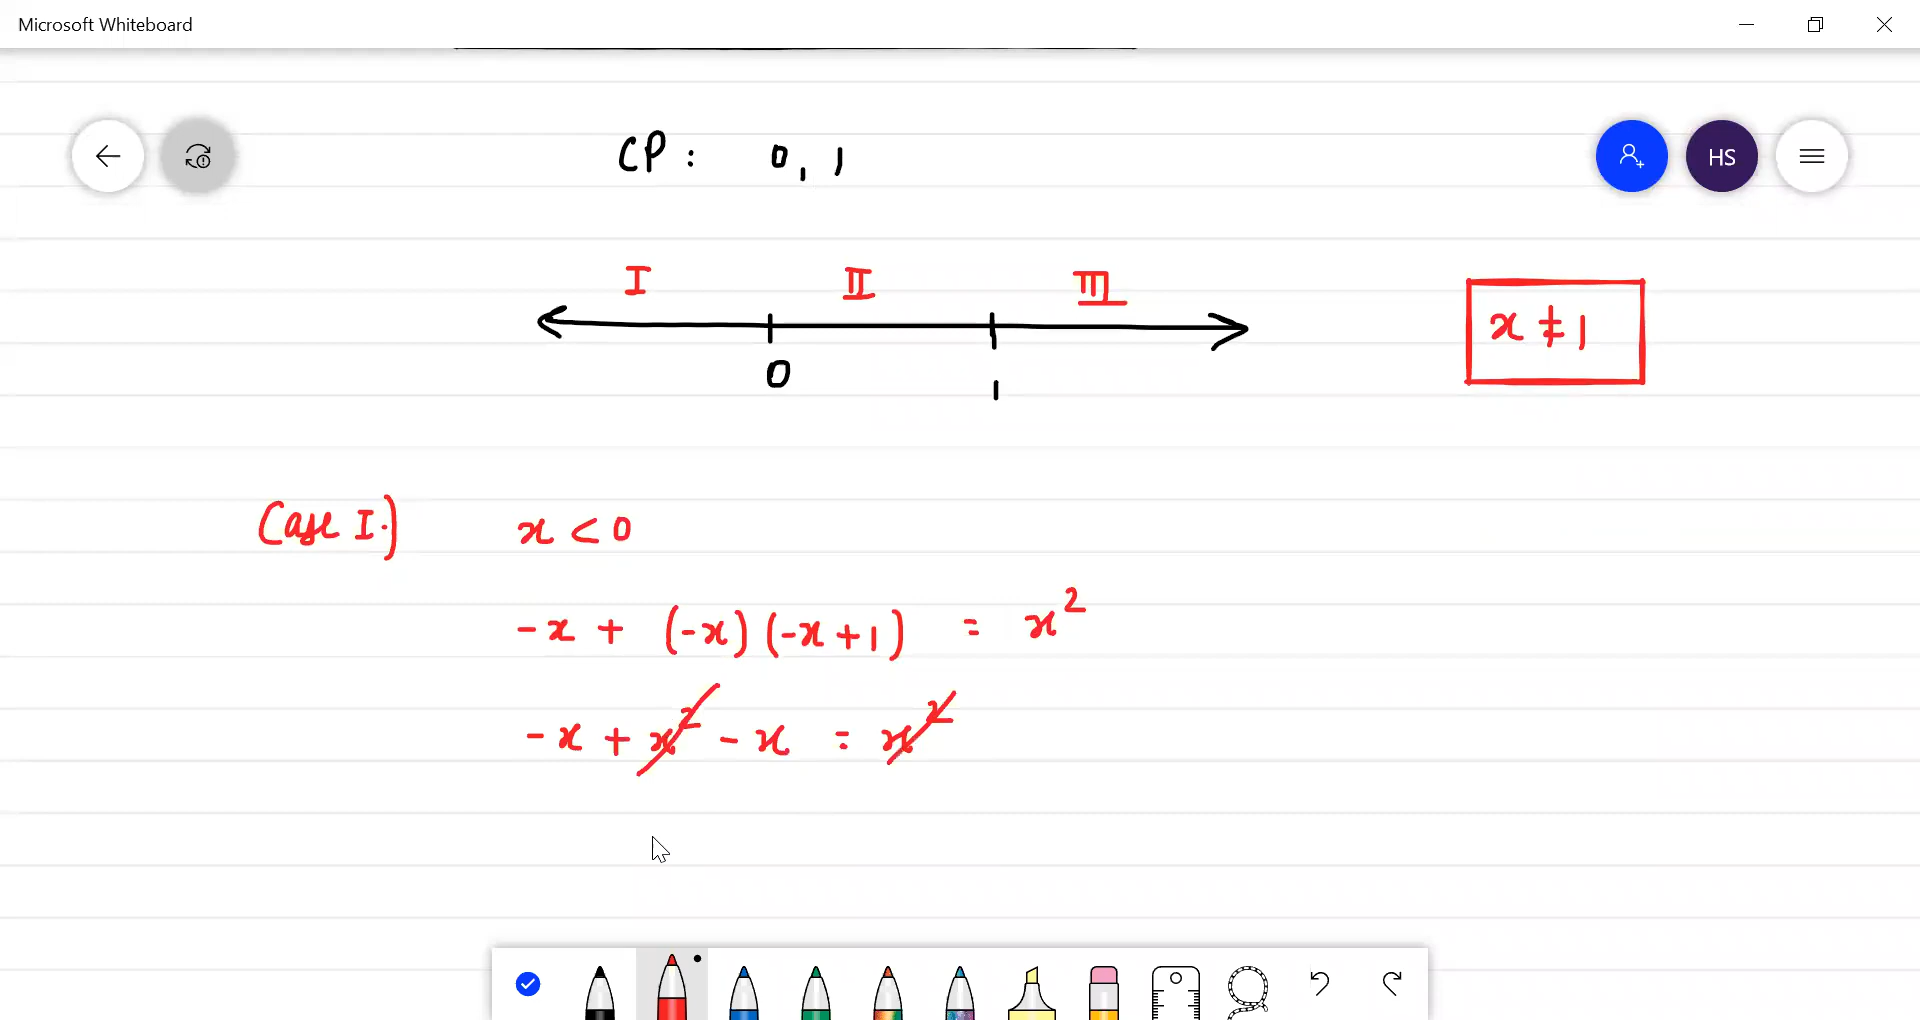 Microsoft Whiteboard
CP: 0, 1
HS
I II III
0 1
x ≠ 1
Case I.) x < 0
-x + (-x)(-x+1) = x²
-x + x² - x = x²